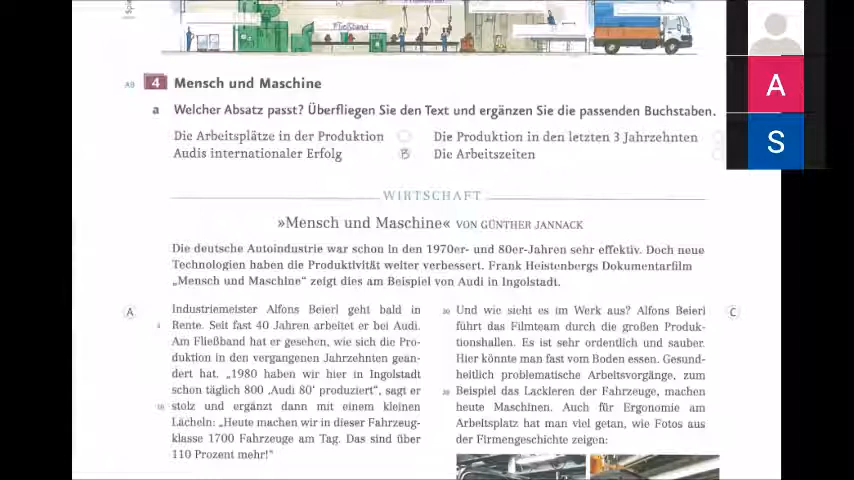 Fließband
AB 4 Mensch und Maschine
a Welcher Absatz passt? Überfliegen Sie den Text und ergänzen Sie die passenden Buchstaben.
Die Arbeitsplätze in der Produktion
Die Produktion in den letzten 3 Jahrzehnten
Audis internationaler Erfolg B
Die Arbeitszeiten
A
S
WIRTSCHAFT
»Mensch und Maschine« VON GÜNTHER JANNACK
Die deutsche Autoindustrie war schon in den 1970er- und 80er-Jahren sehr effektiv. Doch neue
Technologien haben die Produktivität weiter verbessert. Frank Heistenbergs Dokumentarfilm
„Mensch und Maschine" zeigt dies am Beispiel von Audi in Ingolstadt.
A
Industriemeister Alfons Beierl geht bald in
Rente. Seit fast 40 Jahren arbeitet er bei Audi.
Am Fließband hat er gesehen, wie sich die Pro-
duktion in den vergangenen Jahrzehnten geän-
dert hat. „1980 haben wir hier in Ingolstadt
schon täglich 800 ‚Audi 80' produziert", sagt er
10 stolz und ergänzt dann mit einem kleinen
Lächeln: „Heute machen wir in dieser Fahrzeug-
klasse 1700 Fahrzeuge am Tag. Das sind über
110 Prozent mehr!"
Und wie sieht es im Werk aus? Alfons Beierl
C
führt das Filmteam durch die großen Produk-
tionshallen. Es ist sehr ordentlich und sauber.
Hier könnte man fast vom Boden essen. Gesund-
heitlich problematische Arbeitsvorgänge, zum
Beispiel das Lackieren der Fahrzeuge, machen
heute Maschinen. Auch für Ergonomie am
Arbeitsplatz hat man viel getan, wie Fotos aus
der Firmengeschichte zeigen: